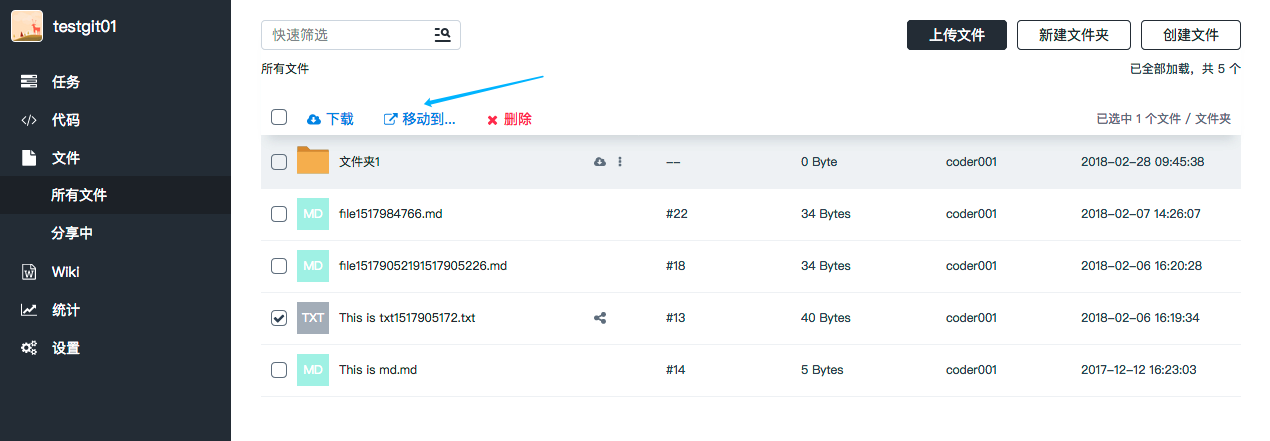 testgit01
任务
代码
文件
所有文件
分享中
Wiki
统计
设置
快速筛选
上传文件 新建文件夹 创建文件
所有文件 已全部加载，共 5 个
下载 移动到... 删除 已选中 1 个文件 / 文件夹
文件夹1 -- 0 Byte coder001 2018-02-28 09:45:38
MD file1517984766.md #22 34 Bytes coder001 2018-02-07 14:26:07
MD file15179052191517905226.md #18 34 Bytes coder001 2018-02-06 16:20:28
TXT This is txt1517905172.txt #13 40 Bytes coder001 2018-02-06 16:19:34
MD This is md.md #14 5 Bytes coder001 2017-12-12 16:23:03